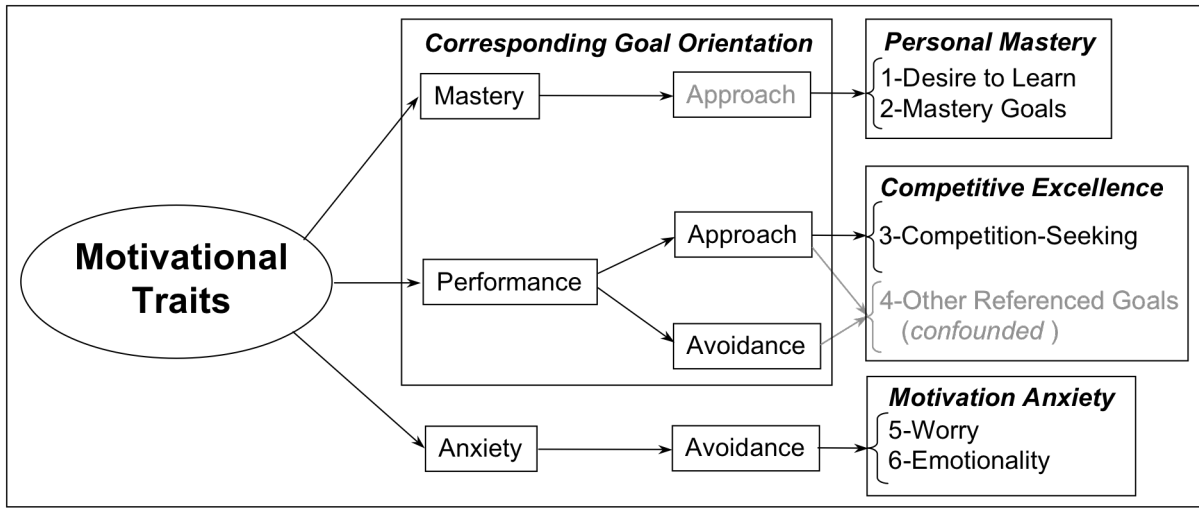 Corresponding Goal Orientation
Personal Mastery
Mastery
Approach
1-Desire to Learn
2-Mastery Goals
Motivational
Traits
Performance
Approach
Avoidance
Competitive Excellence
3-Competition-Seeking
4-Other Referenced Goals
(confounded )
Anxiety
Avoidance
Motivation Anxiety
5-Worry
6-Emotionality